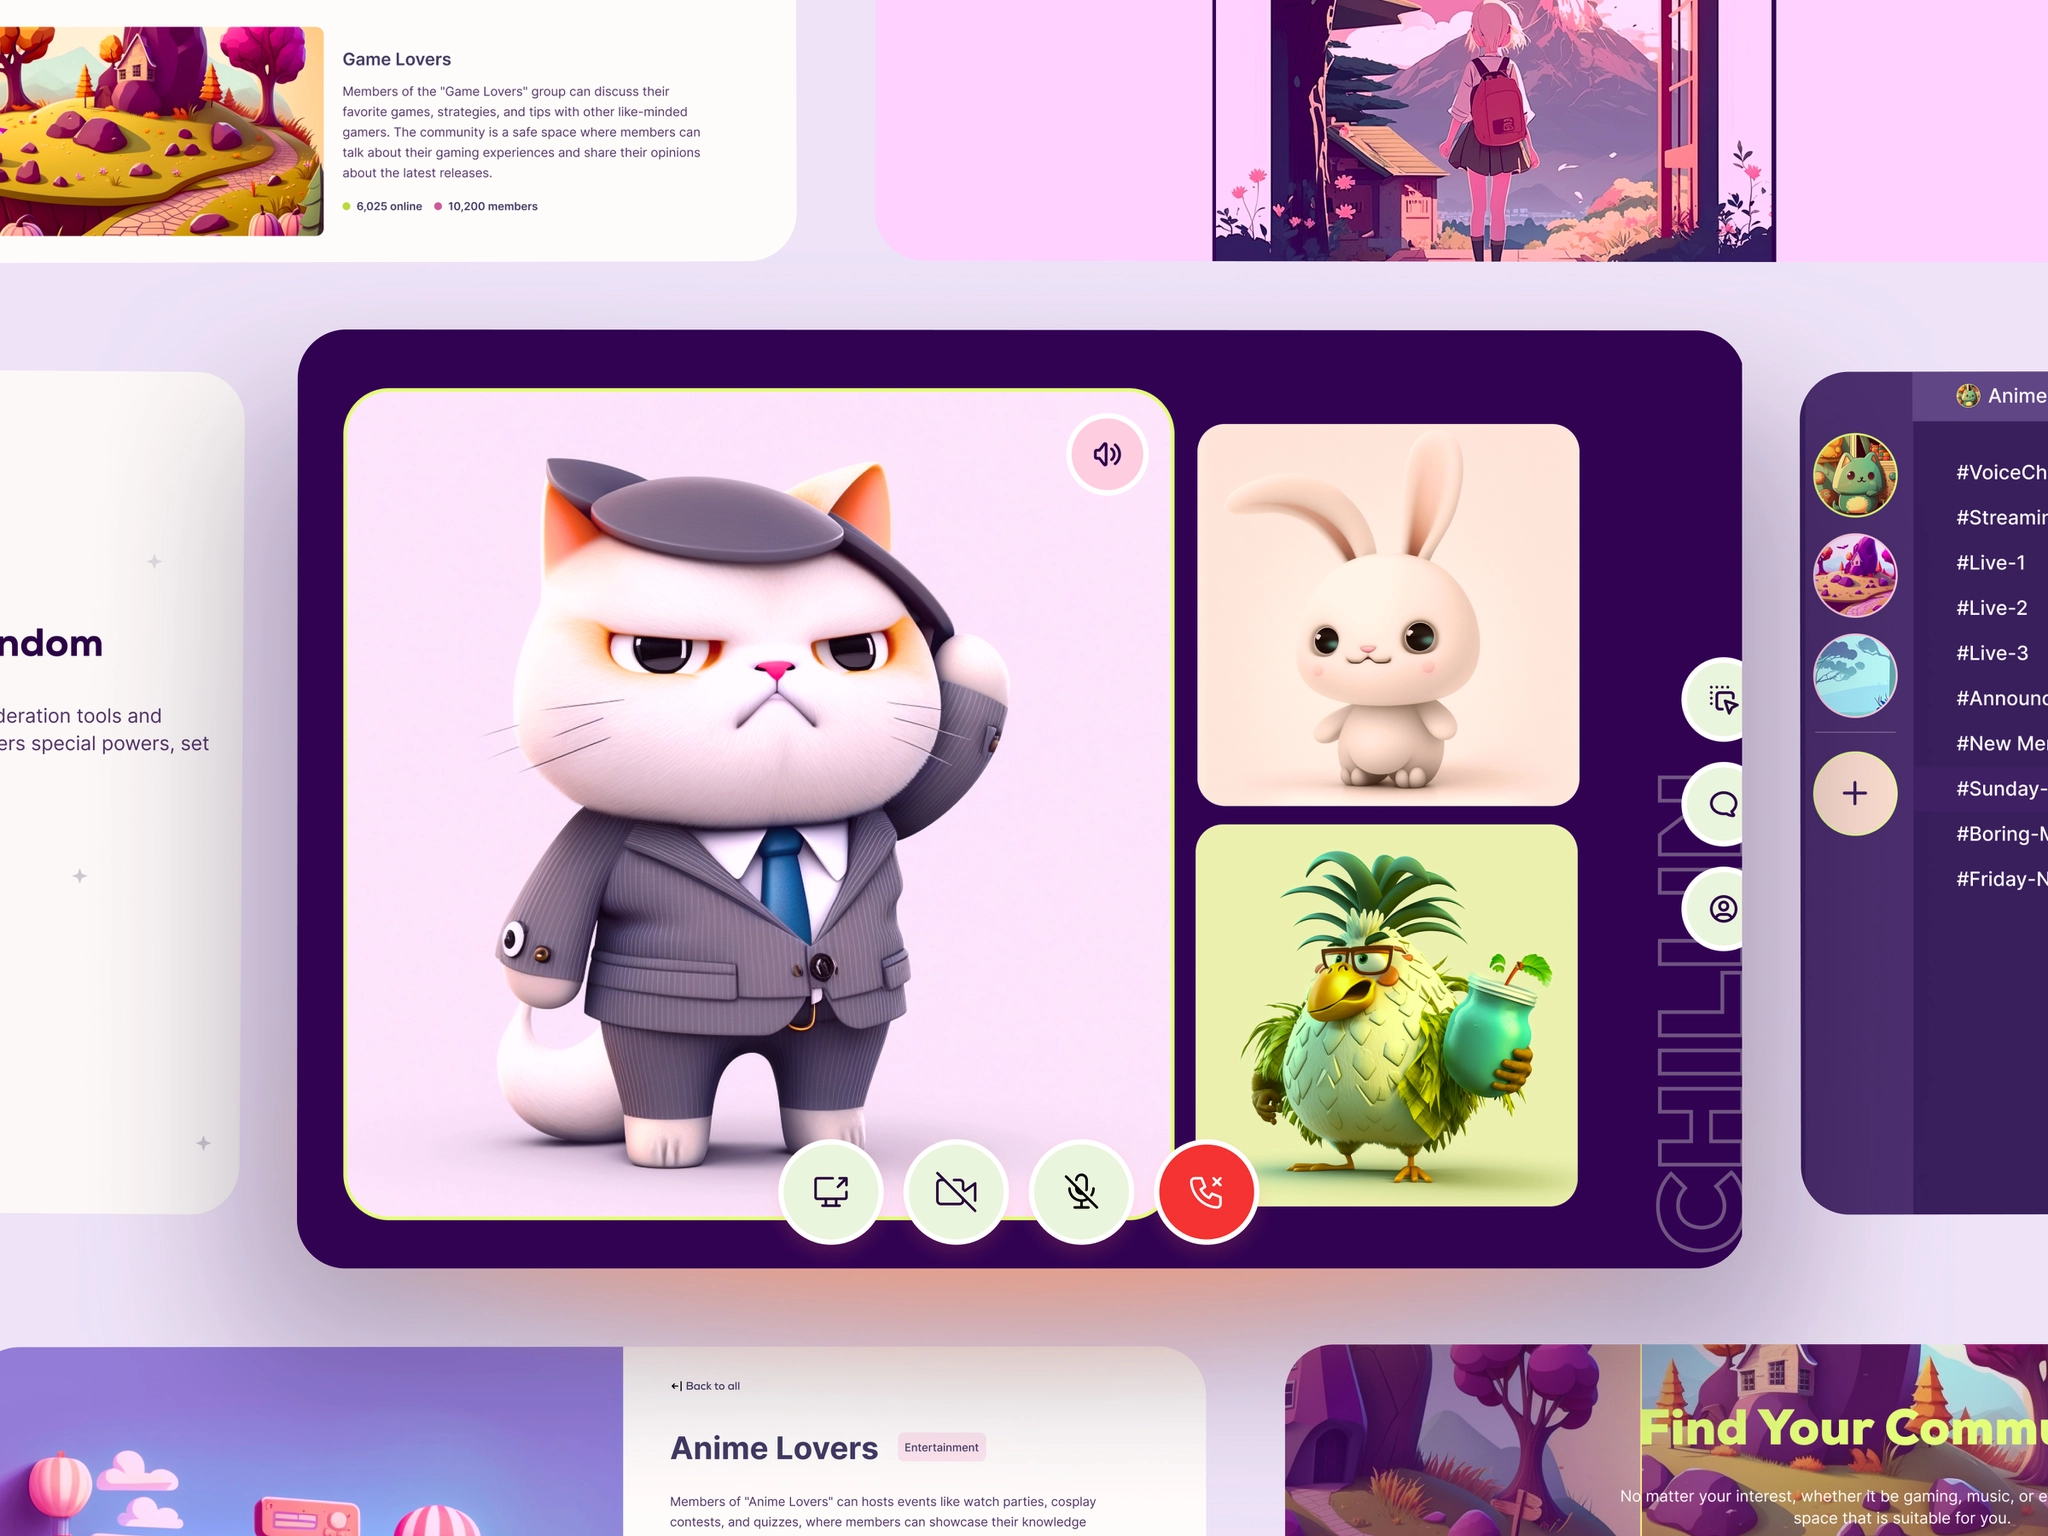 Game Lovers
Members of the "Game Lovers" group can discuss their
favorite games, strategies, and tips with other like-minded
gamers. The community is a safe space where members can
talk about their gaming experiences and share their opinions
about the latest releases.
6,025 online 10,200 members
ndom
deration tools and
ers special powers, set
CHILLIN
Anime
#VoiceCh
#Streamin
#Live-1
#Live-2
#Live-3
#Announc
#New Me
#Sunday-
#Boring-M
#Friday-N
Back to all
Anime Lovers Entertainment
Members of "Anime Lovers" can hosts events like watch parties, cosplay
contests, and quizzes, where members can showcase their knowledge
Find Your Commu
No matter your interest, whether it be gaming, music, or e
space that is suitable for you.